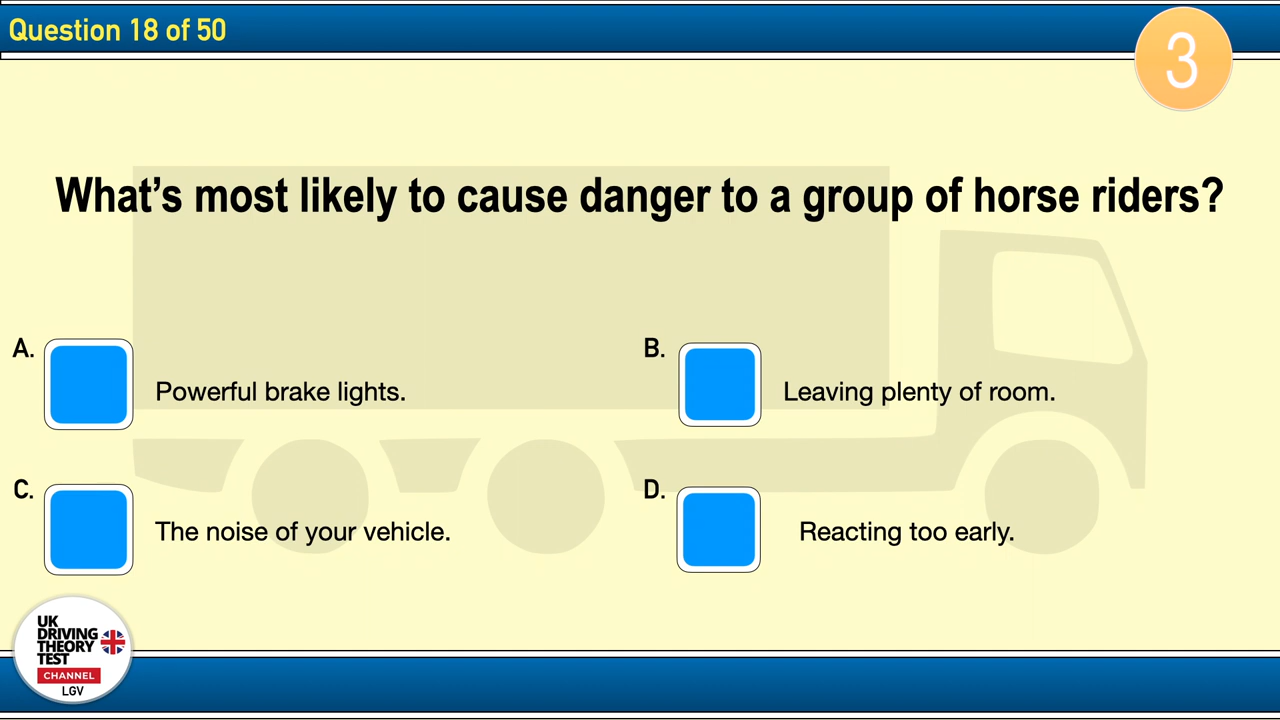 Question 18 of 50
3
What's most likely to cause danger to a group of horse riders?
A.
Powerful brake lights.
B.
Leaving plenty of room.
C.
The noise of your vehicle.
D.
Reacting too early.
UK
DRIVING
THEORY
TEST
CHANNEL
LGV